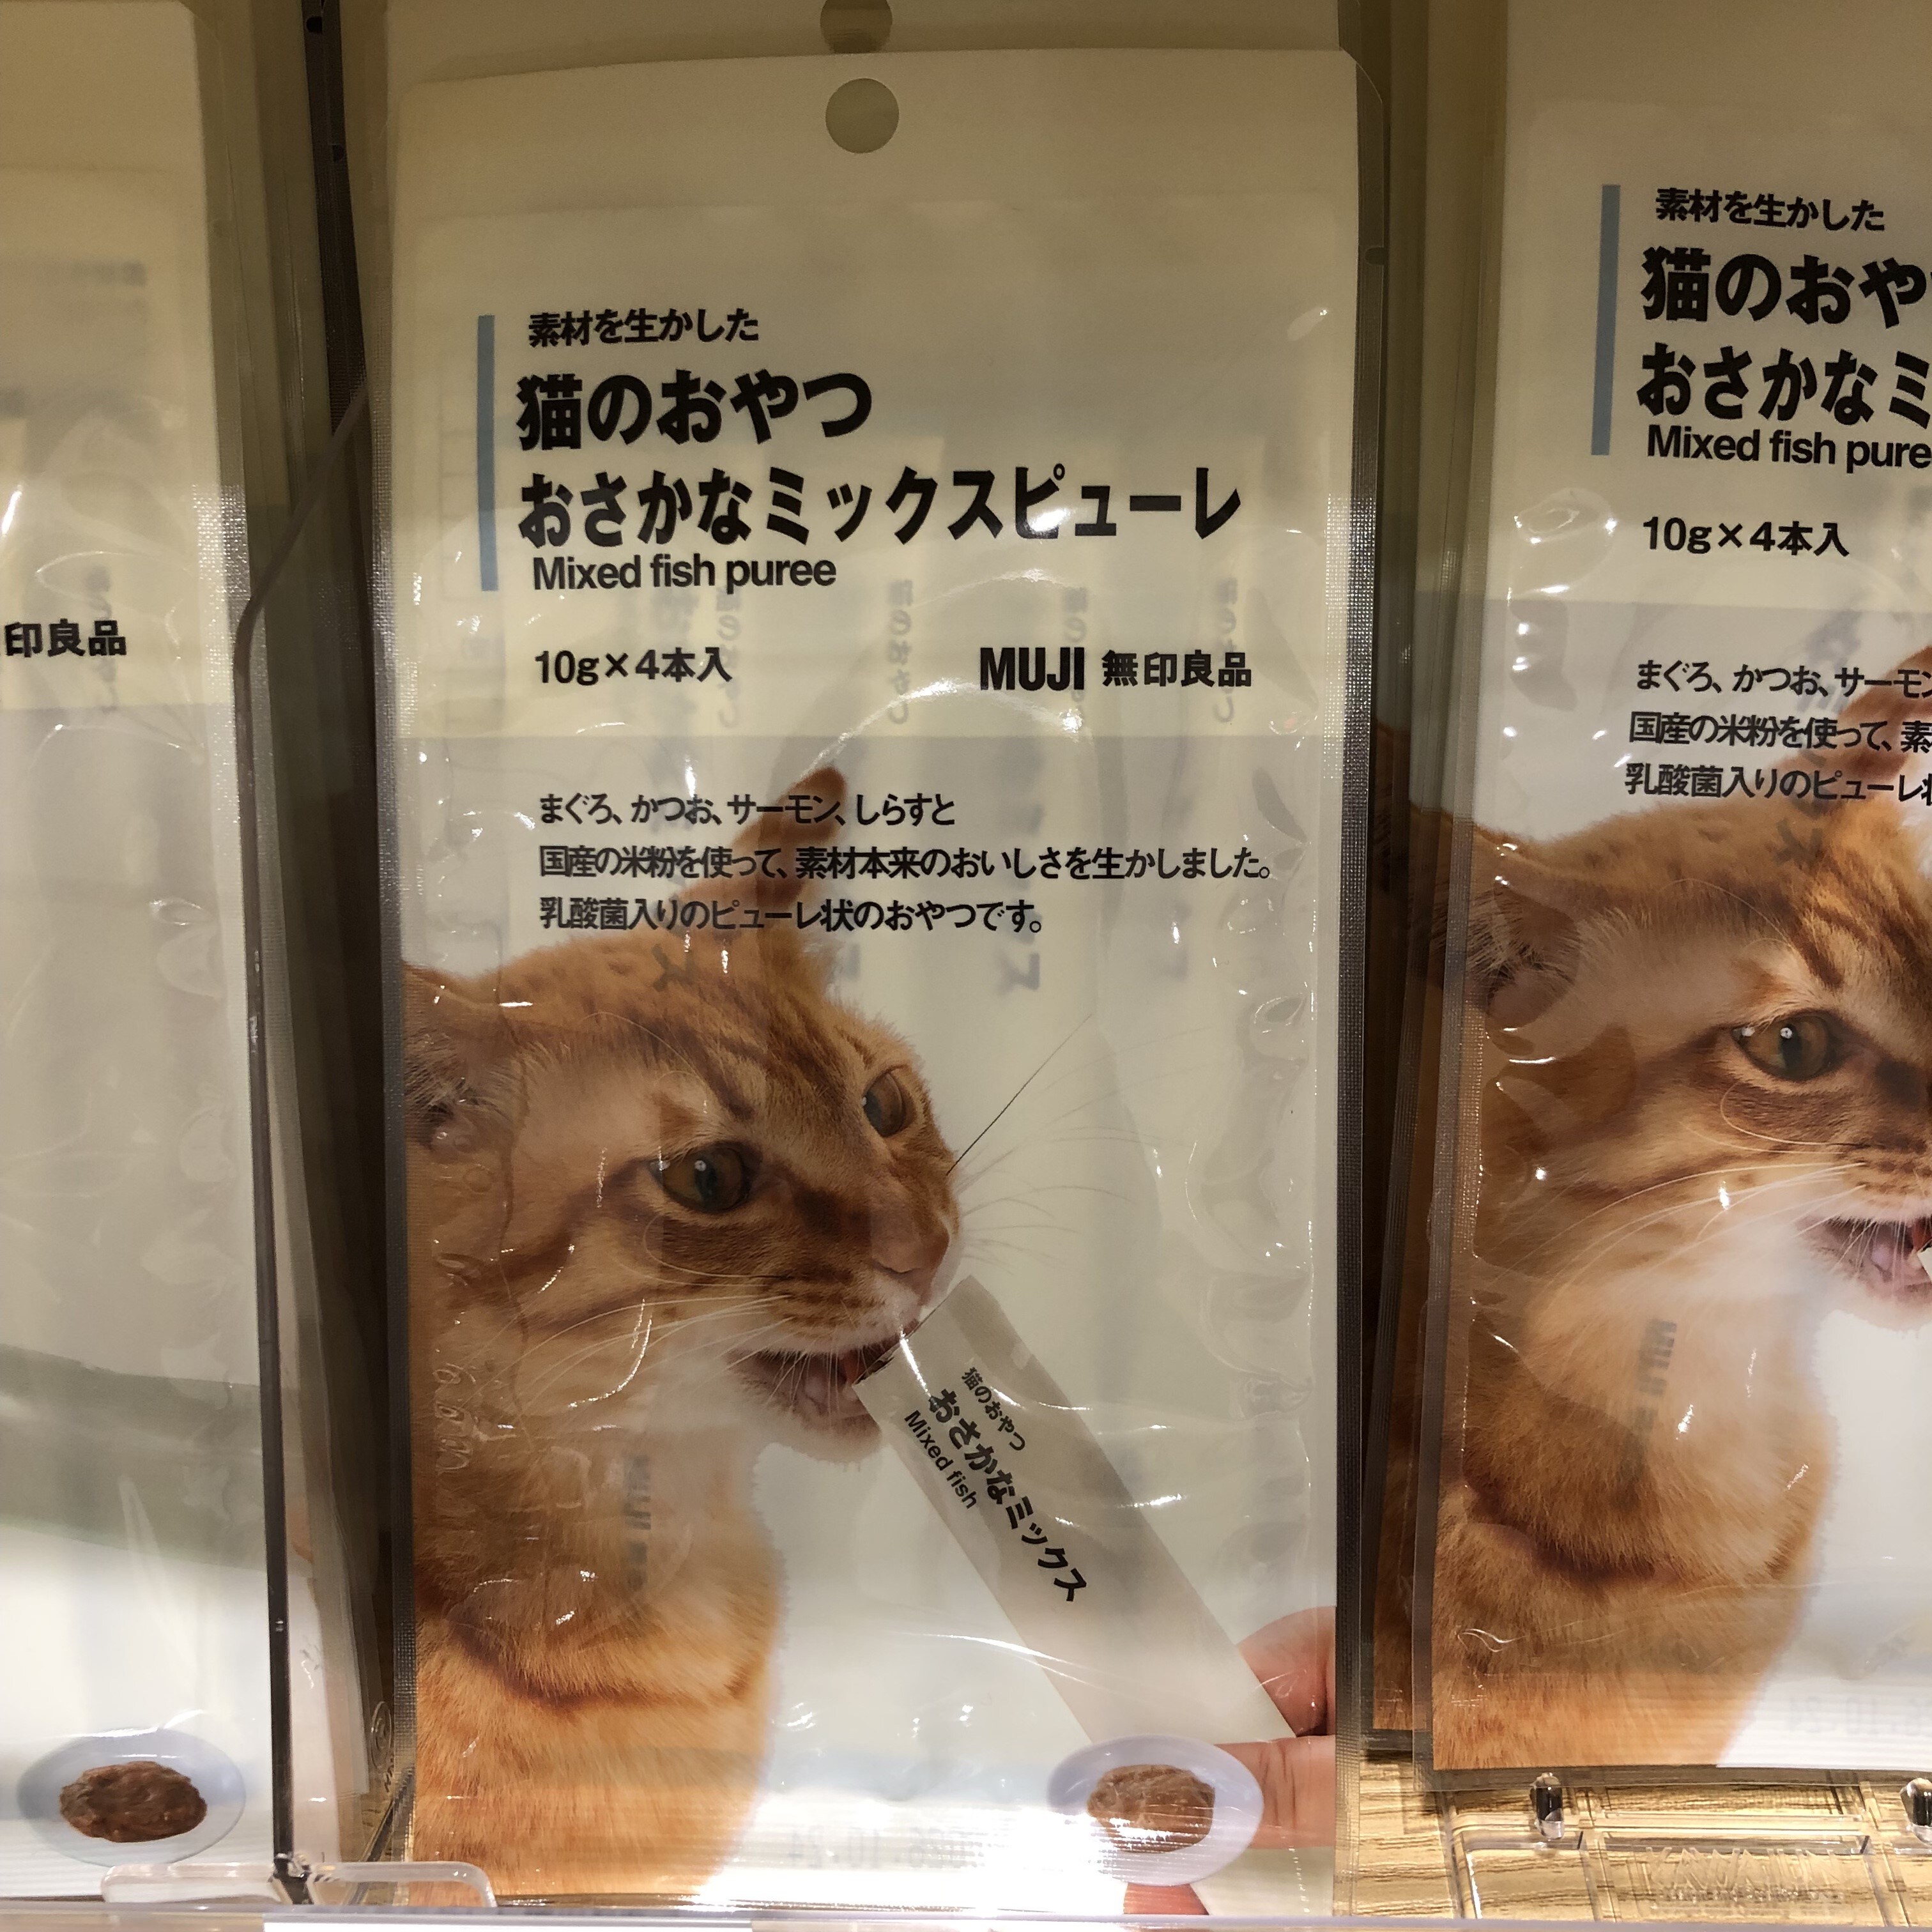 素材を生かした
猫のおやつ
おさかなミックスピューレ
Mixed fish puree
10g×4本入
MUJI 無印良品
まぐろ、かつお、サーモン、しらすと
国産の米粉を使って、素材本来のおいしさを生かしました。
乳酸菌入りのピューレ状のおやつです。
猫のおやつ
おさかなミックス
Mixed fish
印良品
素材を生かした
猫のおや
おさかなミ
Mixed fish pure
10g×4本入
まぐろ、かつお、サーモン
国産の米粉を使って、素
乳酸菌入りのピューレ状